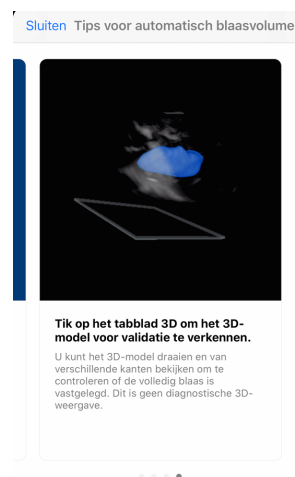 Sluiten Tips voor automatisch blaasvolume
Tik op het tabblad 3D om het 3D-
model voor validatie te verkennen.
U kunt het 3D-model draaien en van
verschillende kanten bekijken om te
controleren of de volledig blaas is
vastgelegd. Dit is geen diagnostische 3D-
weergave.